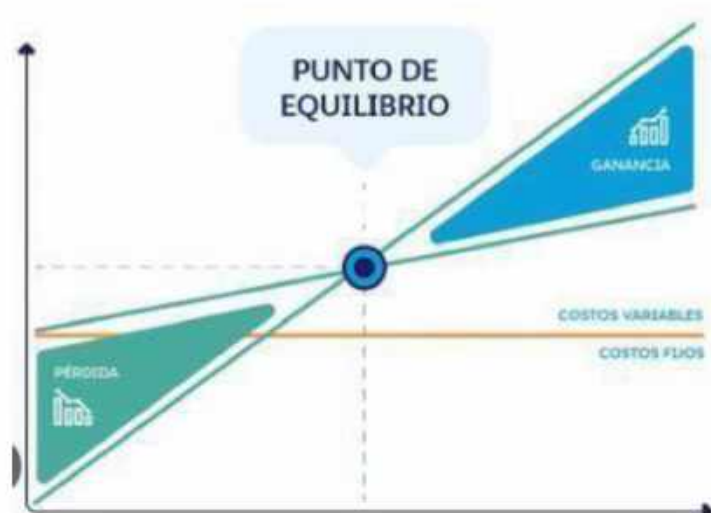 PUNTO DE
EQUILIBRIO
GANANCIA
COSTOS VARIABLES
COSTOS FIJOS
PÉRDIDA